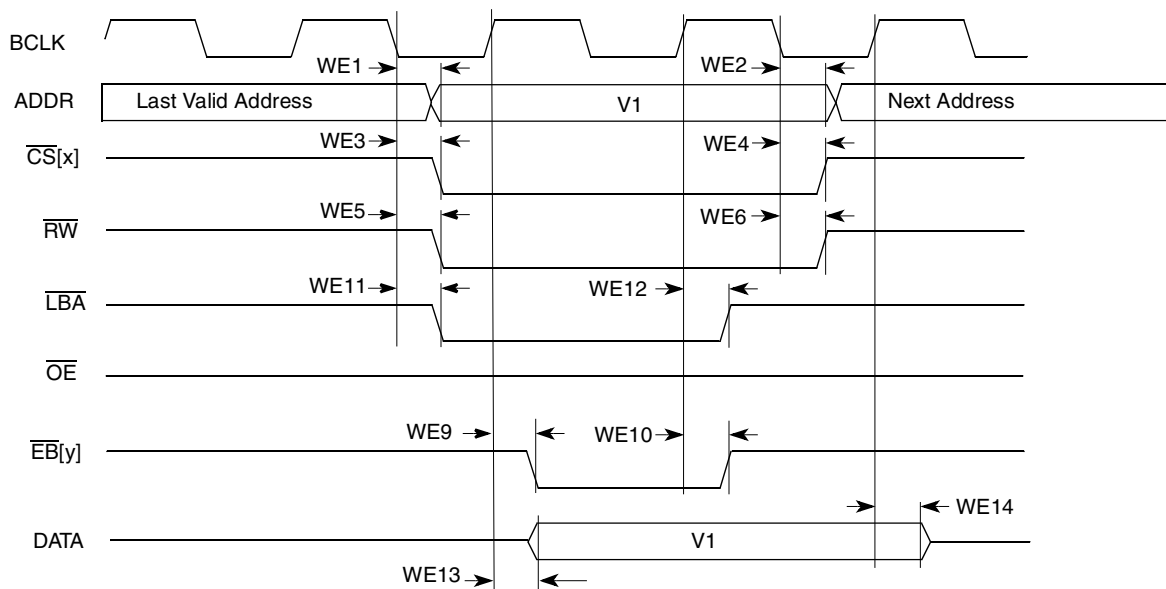 BCLK
WE1
WE2
ADDR
Last Valid Address
V1
Next Address
WE3
WE4
CS[x]
WE5
WE6
RW
WE11
WE12
LBA
OE
WE9
WE10
EB[y]
WE14
DATA
V1
WE13